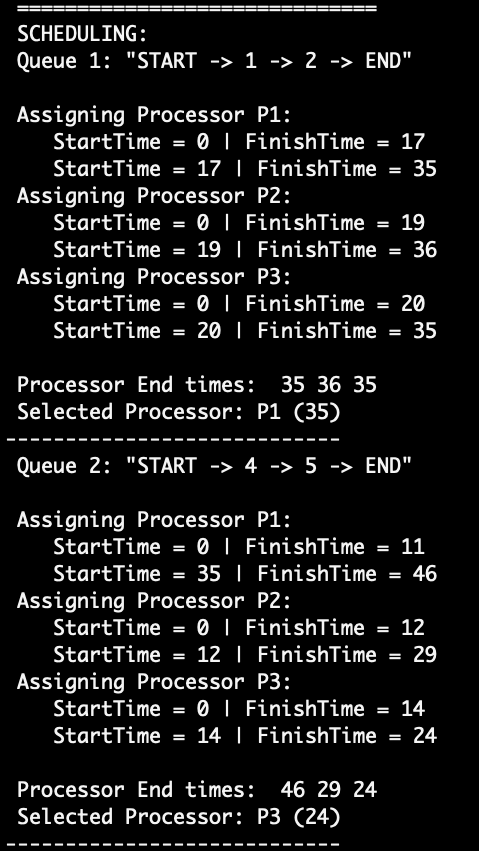 ==============================
SCHEDULING:
Queue 1: "START -> 1 -> 2 -> END"

Assigning Processor P1:
   StartTime = 0 | FinishTime = 17
   StartTime = 17 | FinishTime = 35
Assigning Processor P2:
   StartTime = 0 | FinishTime = 19
   StartTime = 19 | FinishTime = 36
Assigning Processor P3:
   StartTime = 0 | FinishTime = 20
   StartTime = 20 | FinishTime = 35

Processor End times:  35 36 35
Selected Processor: P1 (35)
----------------------------
Queue 2: "START -> 4 -> 5 -> END"

Assigning Processor P1:
   StartTime = 0 | FinishTime = 11
   StartTime = 35 | FinishTime = 46
Assigning Processor P2:
   StartTime = 0 | FinishTime = 12
   StartTime = 12 | FinishTime = 29
Assigning Processor P3:
   StartTime = 0 | FinishTime = 14
   StartTime = 14 | FinishTime = 24

Processor End times:  46 29 24
Selected Processor: P3 (24)
----------------------------